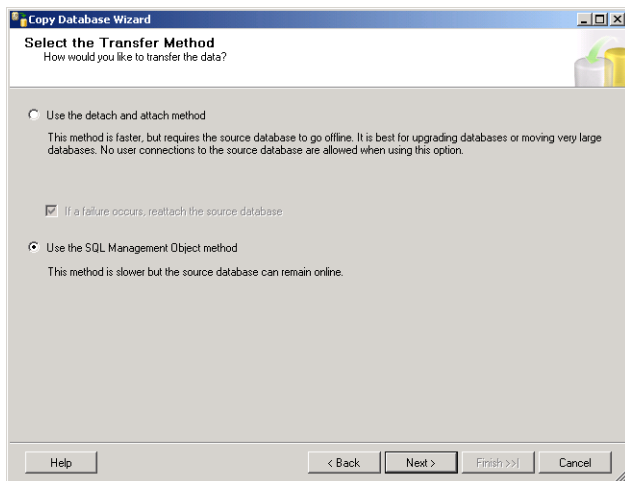 Copy Database Wizard
Select the Transfer Method
How would you like to transfer the data?
Use the detach and attach method
This method is faster, but requires the source database to go offline. It is best for upgrading databases or moving very large
databases. No user connections to the source database are allowed when using this option.
If a failure occurs, reattach the source database
Use the SQL Management Object method
This method is slower but the source database can remain online.
Help
< Back
Next >
Finish >>|
Cancel